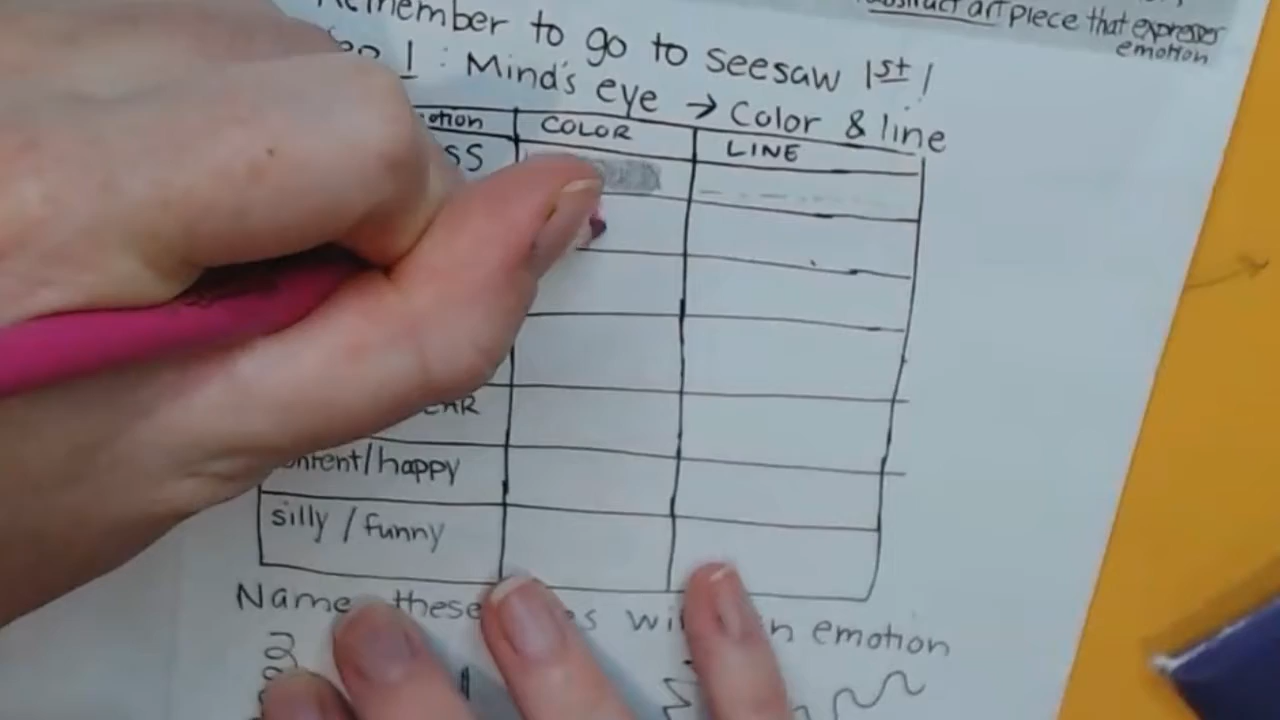 abstract art piece that expresses
emotion
Remember to go to seesaw 1st!
1: Mind's eye → Color & line
COLOR
LINE
/happy
silly / funny
Name these with an emotion